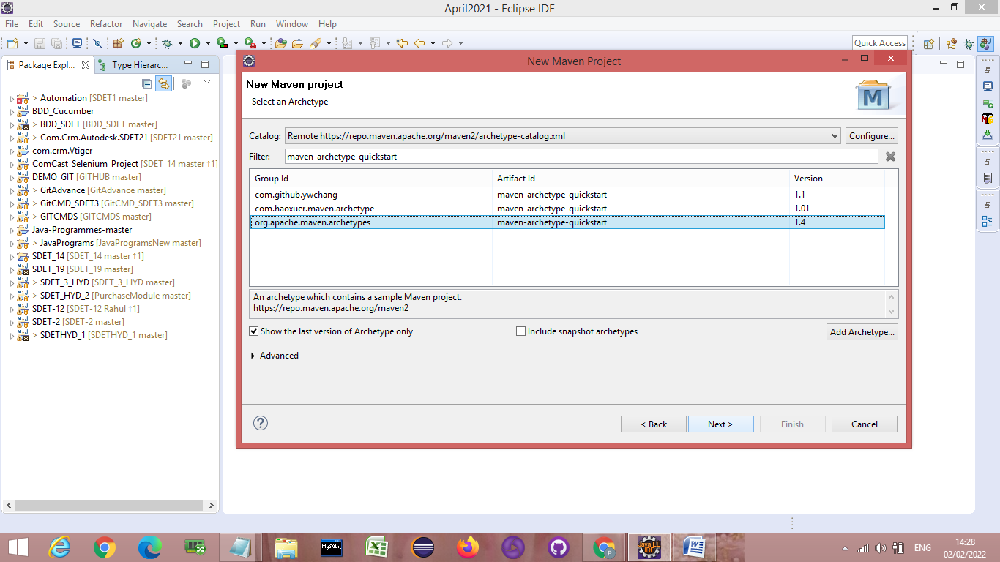 April2021 - Eclipse IDE
File Edit Source Refactor Navigate Search Project Run Window Help
Quick Access
Package Expl... Type Hierarc...
> Automation [SDET1 master]
BDD_Cucumber
> BDD_SDET [BDD_SDET master]
> Com.Crm.Autodesk.SDET21 [SDET21 master]
com.crm.Vtiger
ComCast_Selenium_Project [SDET_14 master ↑1]
DEMO_GIT [GITHUB master]
> GitAdvance [GitAdvance master]
> GitCMD_SDET3 [GitCMD_SDET3 master]
> GITCMDS [GITCMDS master]
Java-Programmes-master
> JavaPrograms [JavaProgramsNew master]
SDET_14 [SDET_14 master ↑1]
SDET_19 [SDET_19 master]
> SDET_3_HYD [SDET_3_HYD master]
> SDET_HYD_2 [PurchaseModule master]
SDET-12 [SDET-12 Rahul ↑1]
SDET-2 [SDET-2 master]
> SDETHYD_1 [SDETHYD_1 master]
New Maven Project
New Maven project
Select an Archetype
M
Catalog: Remote https://repo.maven.apache.org/maven2/archetype-catalog.xml Configure...
Filter: maven-archetype-quickstart
Group Id Artifact Id Version
com.github.ywchang maven-archetype-quickstart 1.1
com.haoxuer.maven.archetype maven-archetype-quickstart 1.01
org.apache.maven.archetypes maven-archetype-quickstart 1.4
An archetype which contains a sample Maven project.
https://repo.maven.apache.org/maven2
Show the last version of Archetype only Include snapshot archetypes Add Archetype...
Advanced
? < Back Next > Finish Cancel
MySQL
Java EE
IDE
P
ENG
14:28
02/02/2022